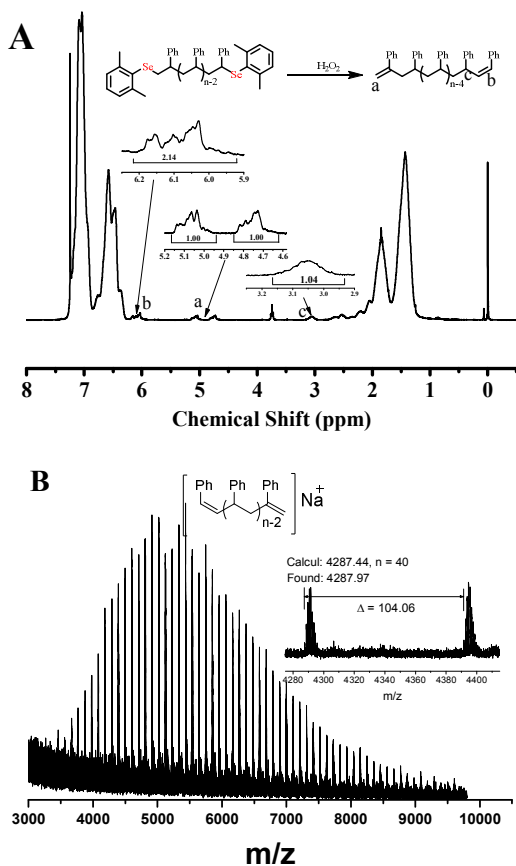 A
Ph Ph Ph
Se
n-2
Se
H2O2
Ph Ph Ph Ph
a
n-4
c
b
2.14
6.2 6.1 6.0 5.9
1.00 1.00
5.2 5.1 5.0 4.9 4.8 4.7 4.6
1.04
3.2 3.1 3.0 2.9
b
a
c
8 7 6 5 4 3 2 1 0
Chemical Shift (ppm)
B
Ph Ph Ph
n-2
Na+
Calcul: 4287.44, n = 40
Found: 4287.97
Δ = 104.06
4280 4300 4320 4340 4360 4380 4400
m/z
3000 4000 5000 6000 7000 8000 9000 10000
m/z